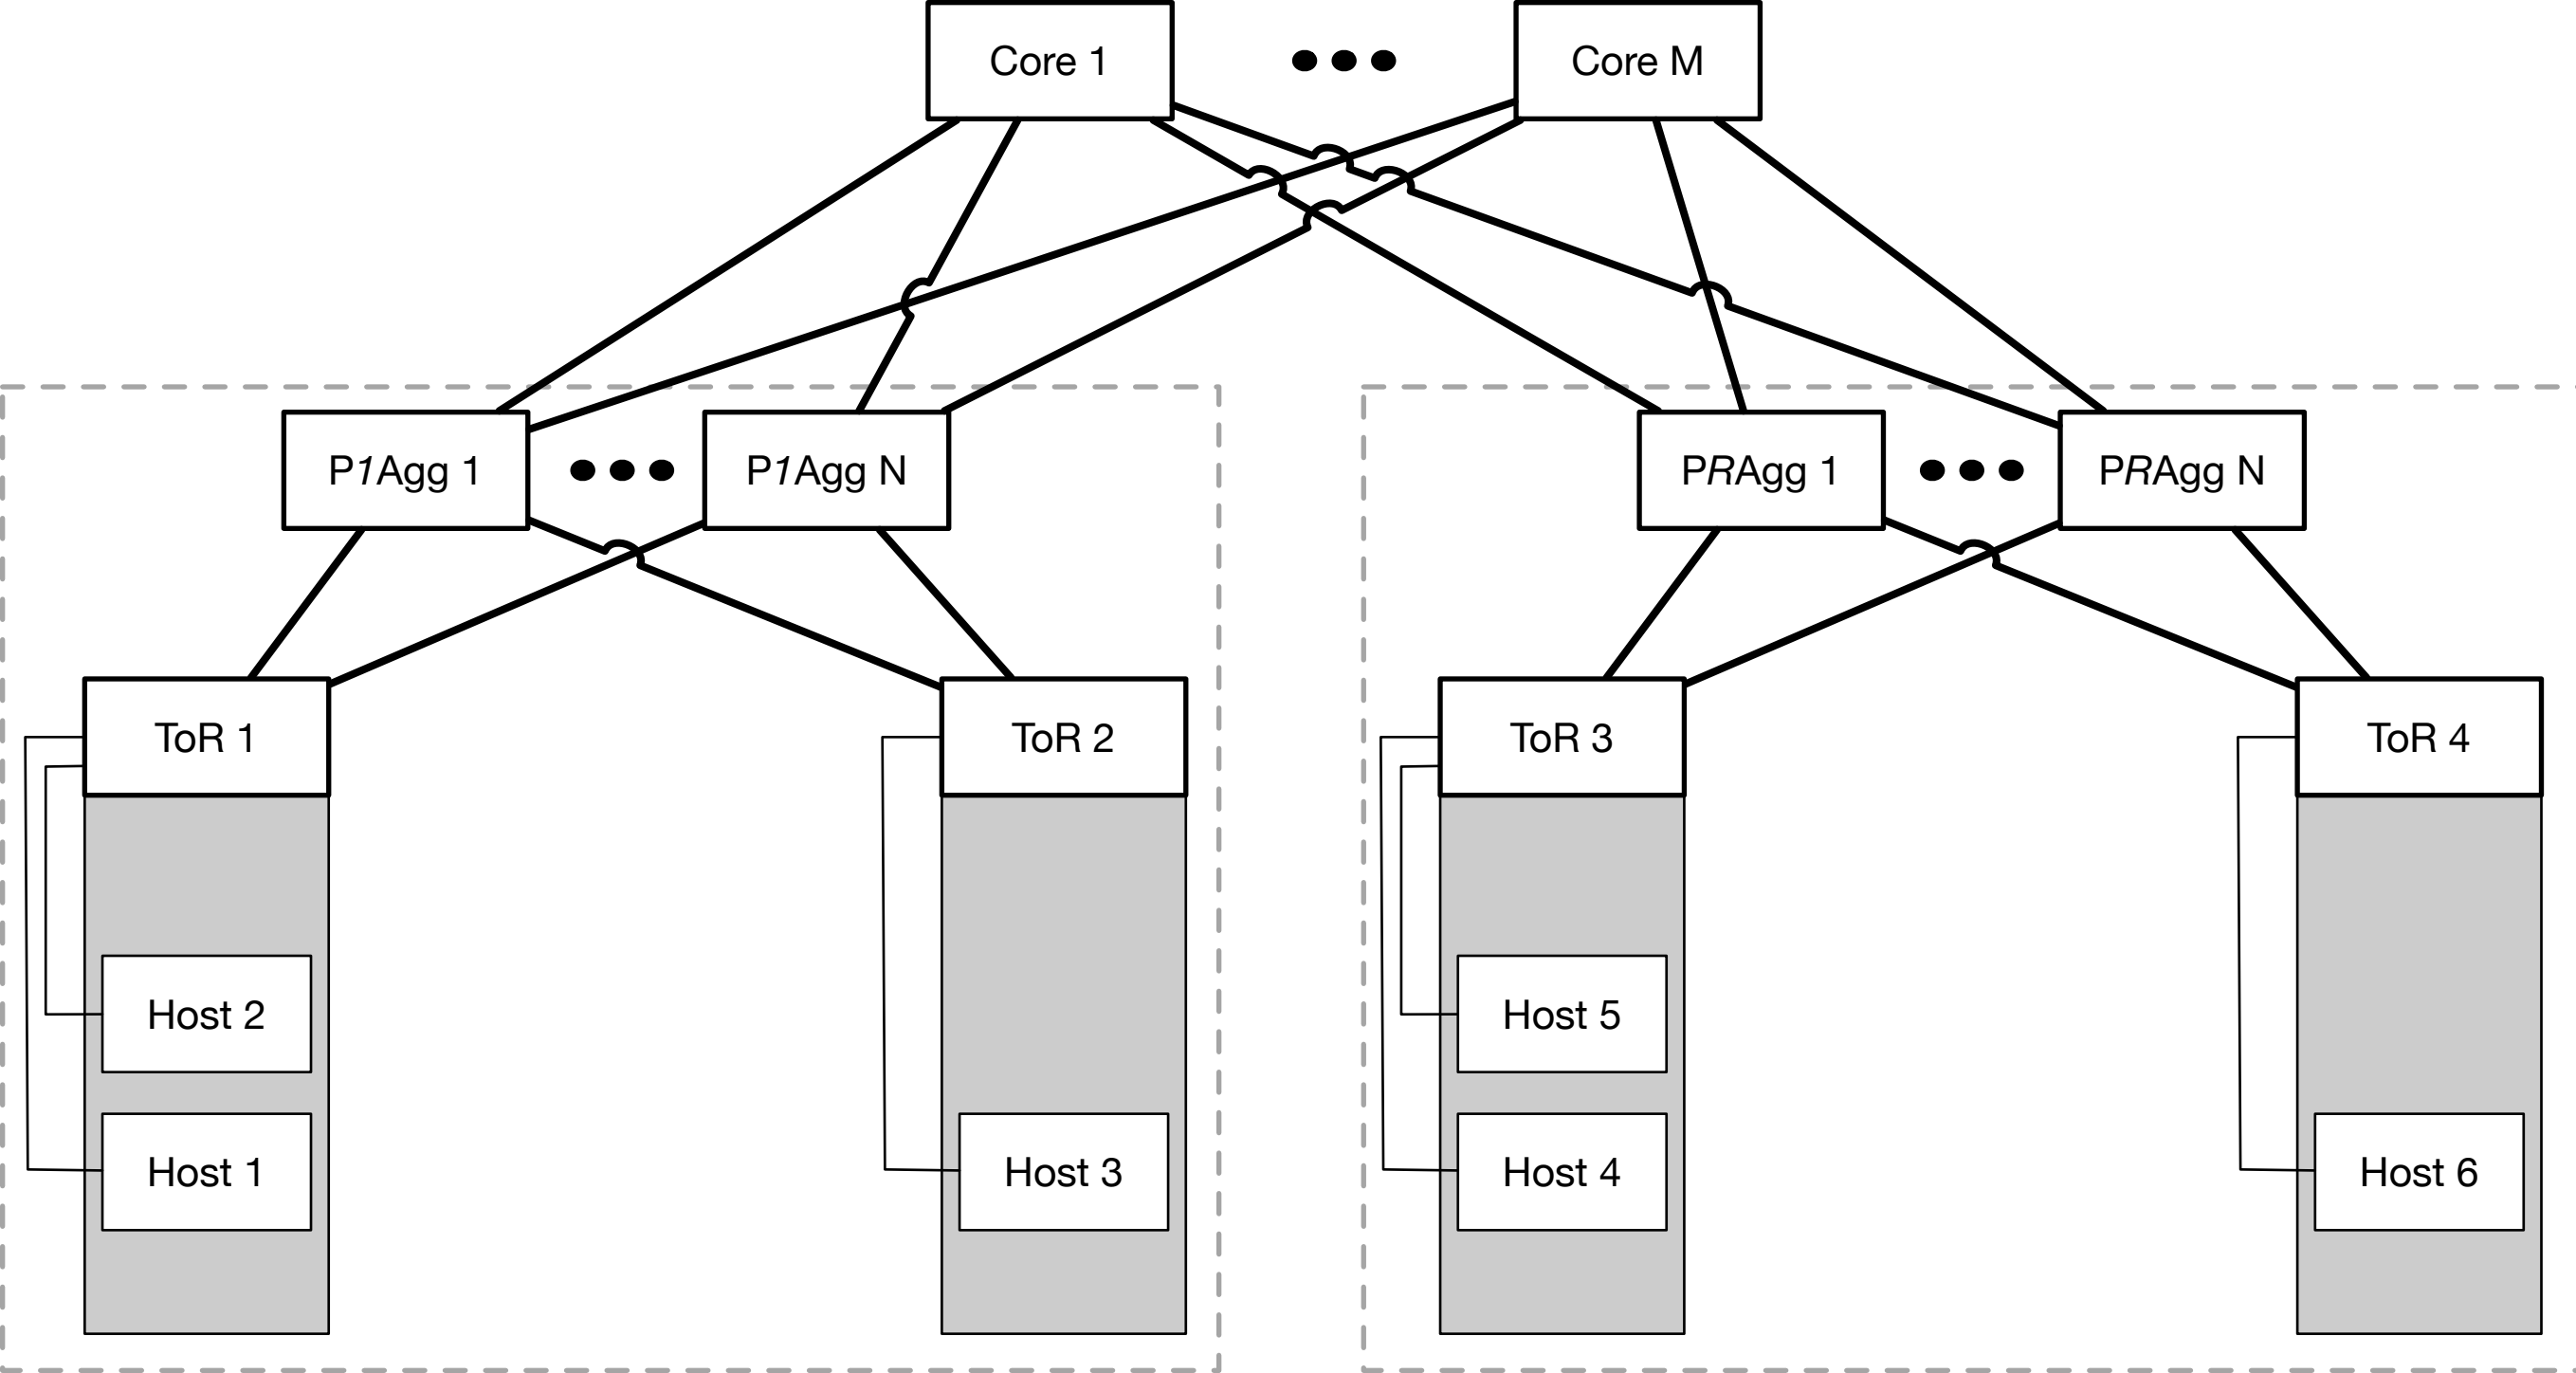 Core 1
Core M
P1Agg 1
P1Agg N
PRAgg 1
PRAgg N
ToR 1
ToR 2
ToR 3
ToR 4
Host 2
Host 5
Host 1
Host 3
Host 4
Host 6